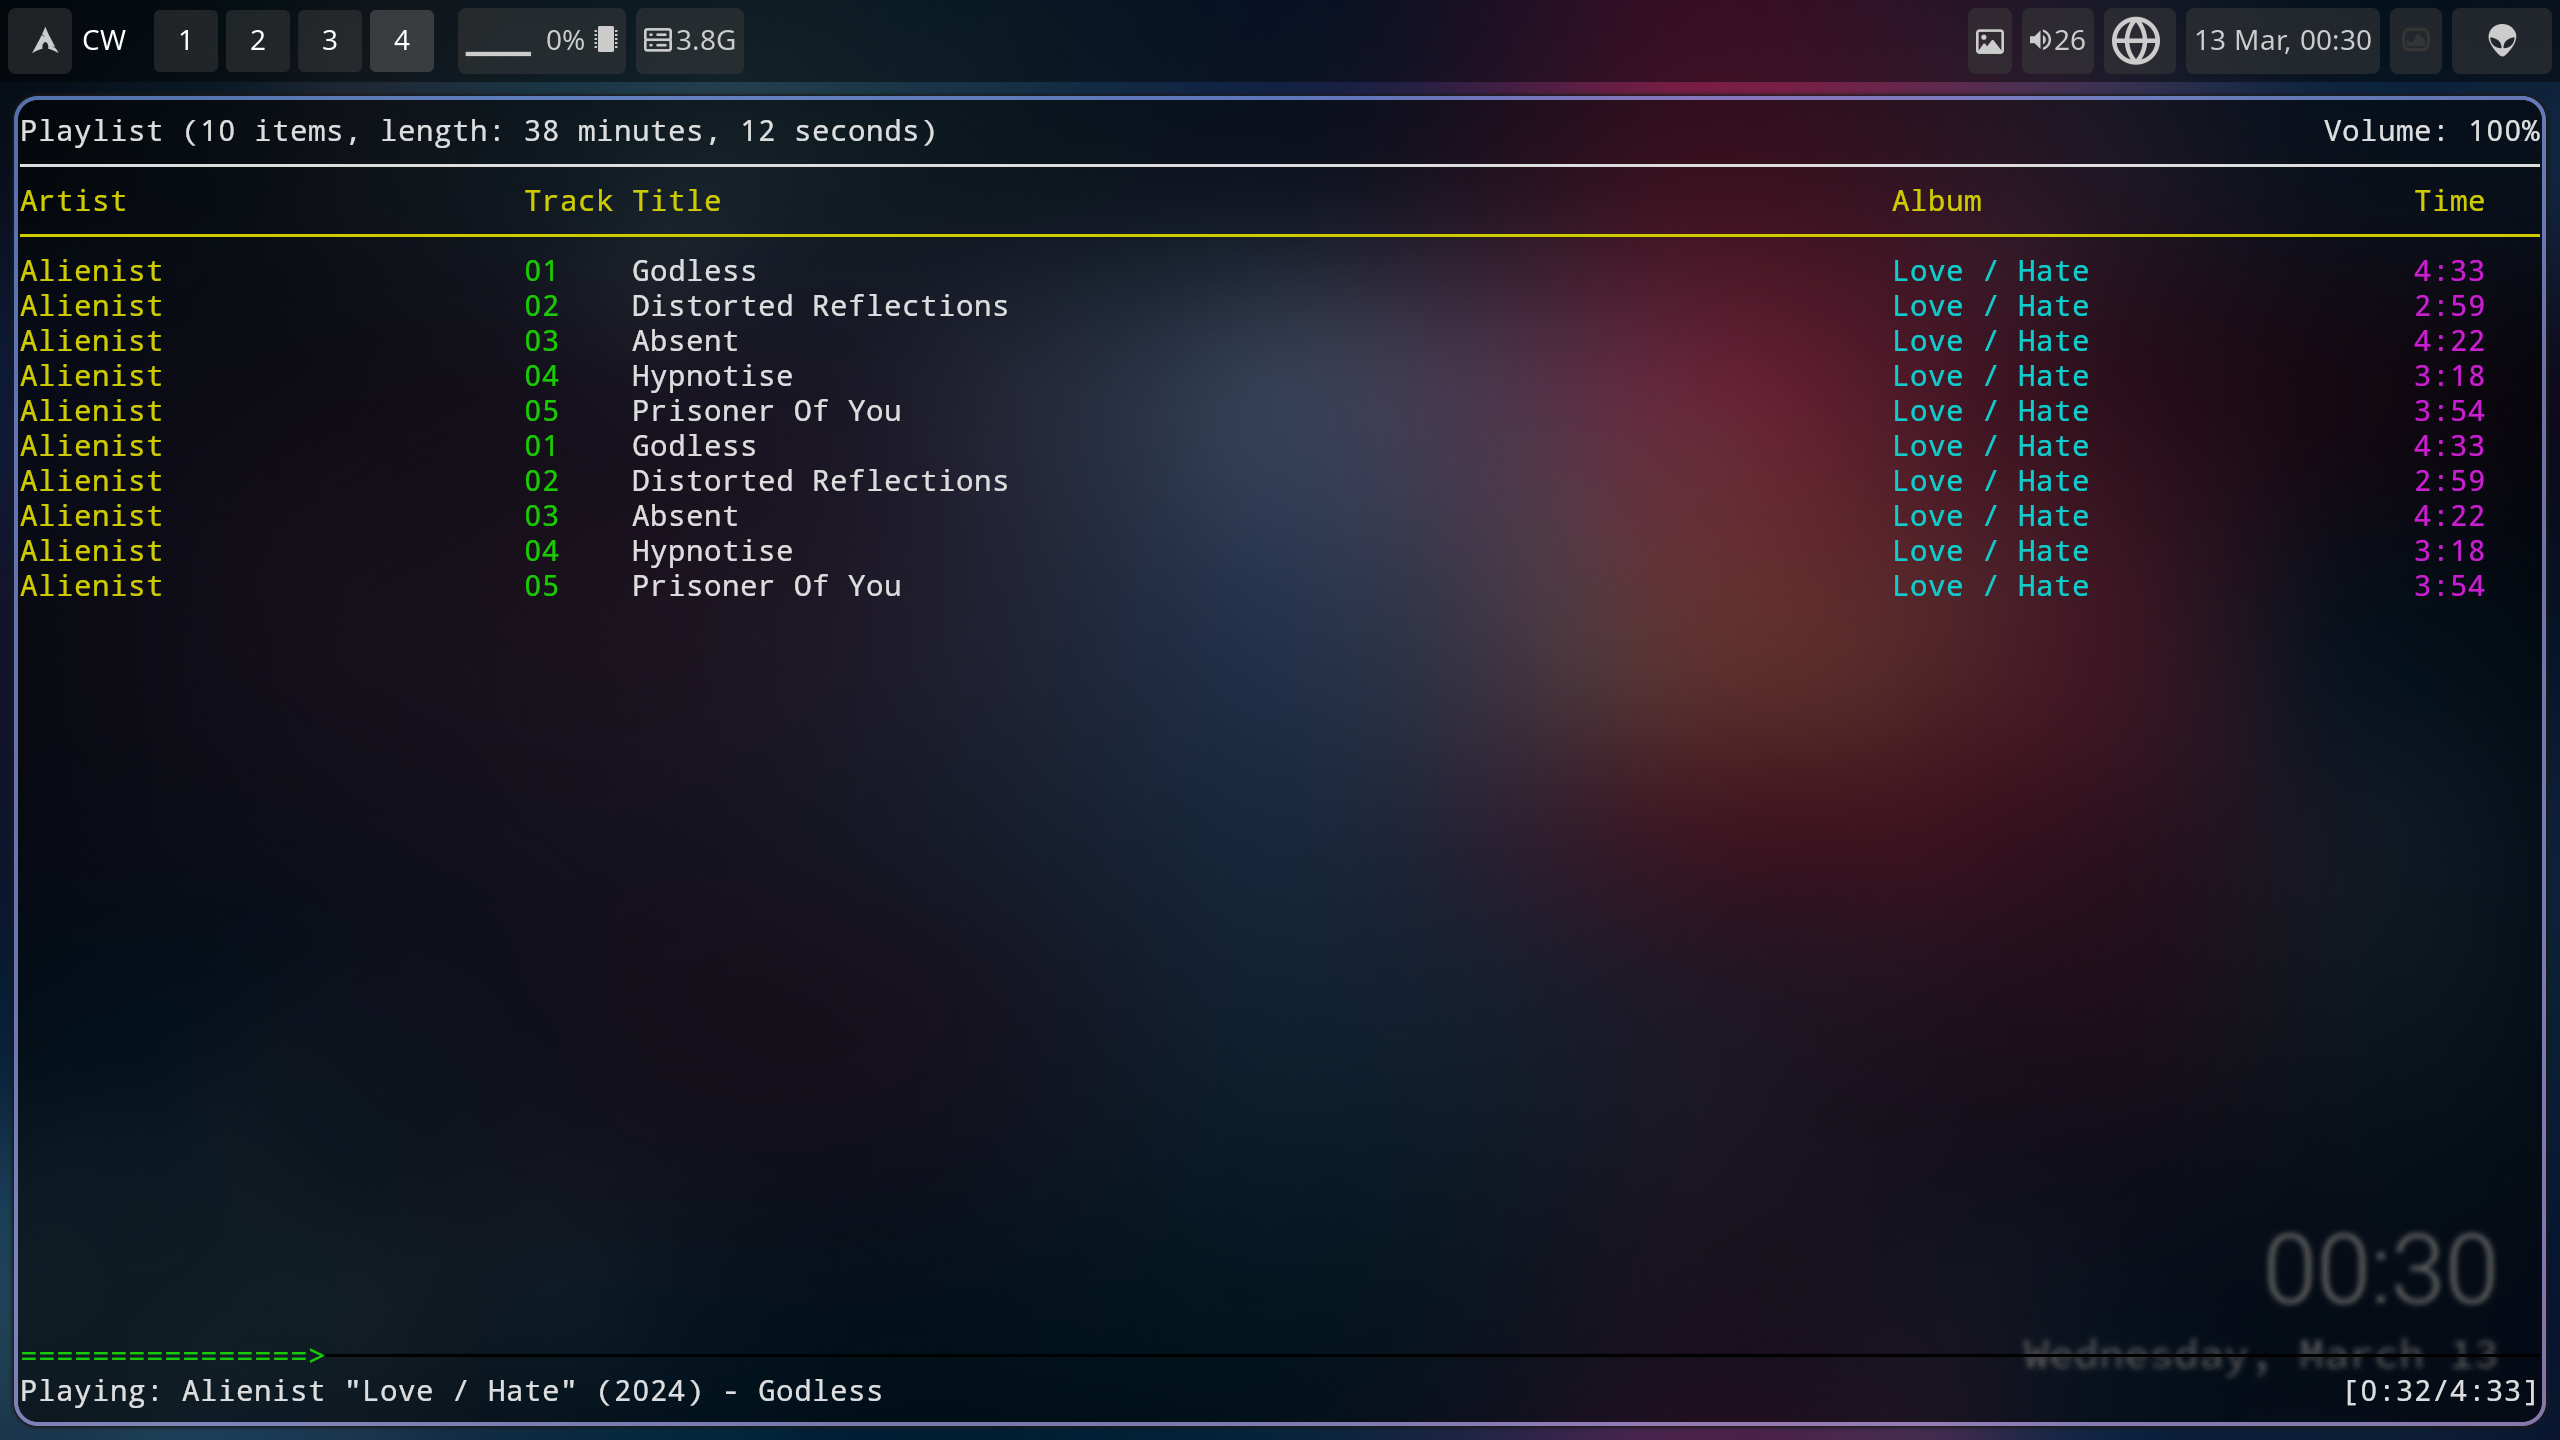 CW 1 2 3 4 0% 3.8G 26 13 Mar, 00:30
Playlist (10 items, length: 38 minutes, 12 seconds) Volume: 100%
Artist Track Title Album Time
Alienist 01 Godless Love / Hate 4:33
Alienist 02 Distorted Reflections Love / Hate 2:59
Alienist 03 Absent Love / Hate 4:22
Alienist 04 Hypnotise Love / Hate 3:18
Alienist 05 Prisoner Of You Love / Hate 3:54
Alienist 01 Godless Love / Hate 4:33
Alienist 02 Distorted Reflections Love / Hate 2:59
Alienist 03 Absent Love / Hate 4:22
Alienist 04 Hypnotise Love / Hate 3:18
Alienist 05 Prisoner Of You Love / Hate 3:54
00:30
================>
Wednesday, March 13
Playing: Alienist "Love / Hate" (2024) - Godless [0:32/4:33]